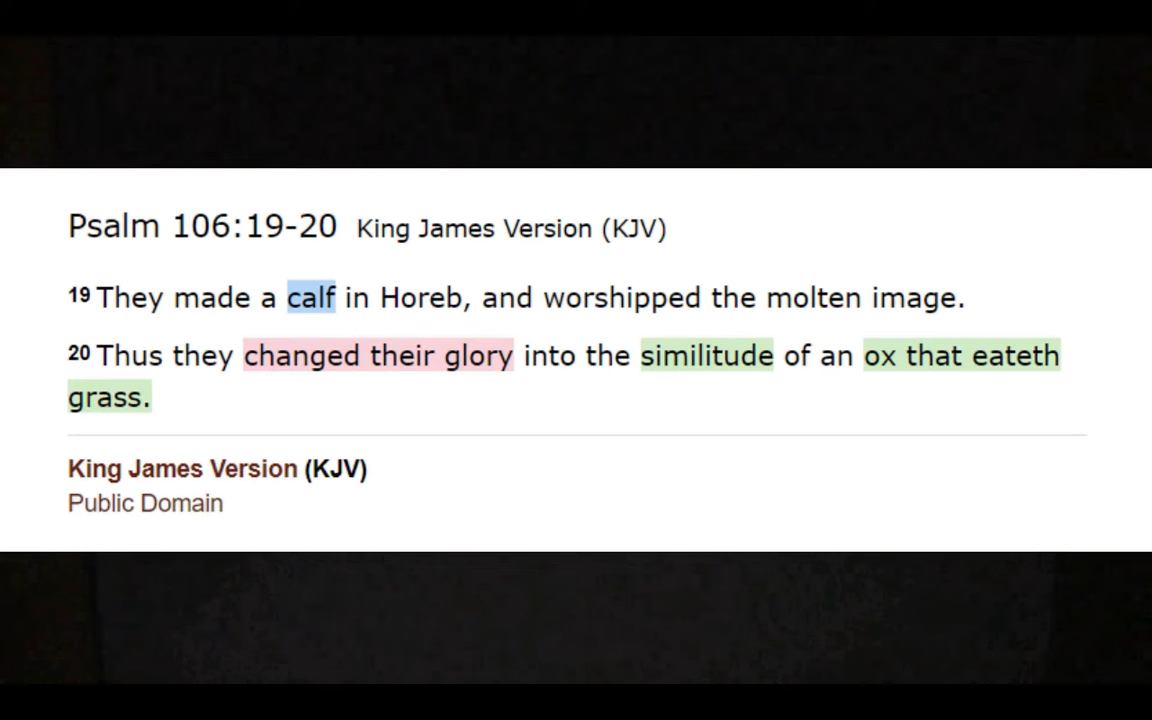 Psalm 106:19-20 King James Version (KJV)
19 They made a calf in Horeb, and worshipped the molten image.
20 Thus they changed their glory into the similitude of an ox that eateth
grass.
King James Version (KJV)
Public Domain